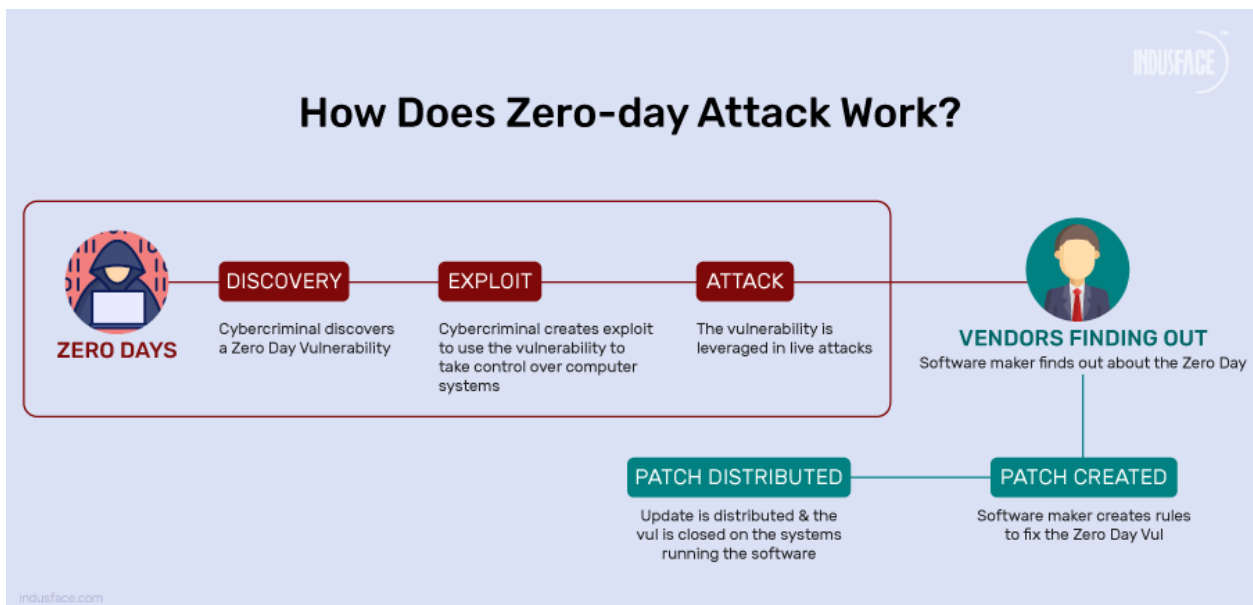 INDUSFACE™
How Does Zero-day Attack Work?
ZERO DAYS
DISCOVERY
Cybercriminal discovers
a Zero Day Vulnerability
EXPLOIT
Cybercriminal creates exploit
to use the vulnerability to
take control over computer
systems
ATTACK
The vulnerability is
leveraged in live attacks
VENDORS FINDING OUT
Software maker finds out about the Zero Day
PATCH CREATED
Software maker creates rules
to fix the Zero Day Vul
PATCH DISTRIBUTED
Update is distributed & the
vul is closed on the systems
running the software
indusface.com